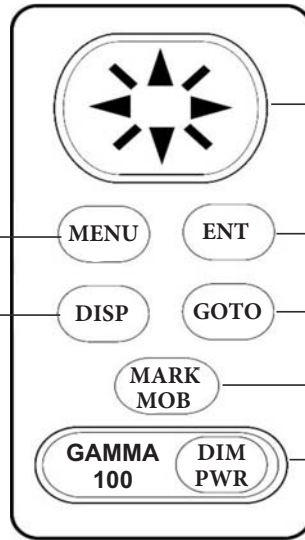 MENU
ENT
DISP
GOTO
MARK
MOB
GAMMA
100
DIM
PWR